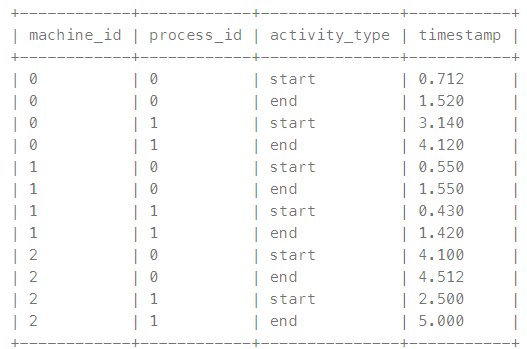 +------------+------------+---------------+-----------+
| machine_id | process_id | activity_type | timestamp |
+------------+------------+---------------+-----------+
| 0          | 0          | start         | 0.712     |
| 0          | 0          | end           | 1.520     |
| 0          | 1          | start         | 3.140     |
| 0          | 1          | end           | 4.120     |
| 1          | 0          | start         | 0.550     |
| 1          | 0          | end           | 1.550     |
| 1          | 1          | start         | 0.430     |
| 1          | 1          | end           | 1.420     |
| 2          | 0          | start         | 4.100     |
| 2          | 0          | end           | 4.512     |
| 2          | 1          | start         | 2.500     |
| 2          | 1          | end           | 5.000     |
+------------+------------+---------------+-----------+